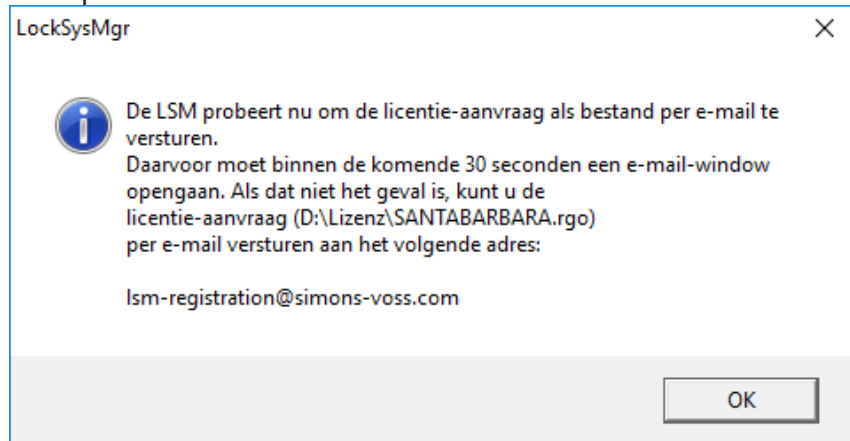 LockSysMgr
De LSM probeert nu om de licentie-aanvraag als bestand per e-mail te
versturen.
Daarvoor moet binnen de komende 30 seconden een e-mail-window
opengaan. Als dat niet het geval is, kunt u de
licentie-aanvraag (D:\Lizenz\SANTABARBARA.rgo)
per e-mail versturen aan het volgende adres:
lsm-registration@simons-voss.com
OK